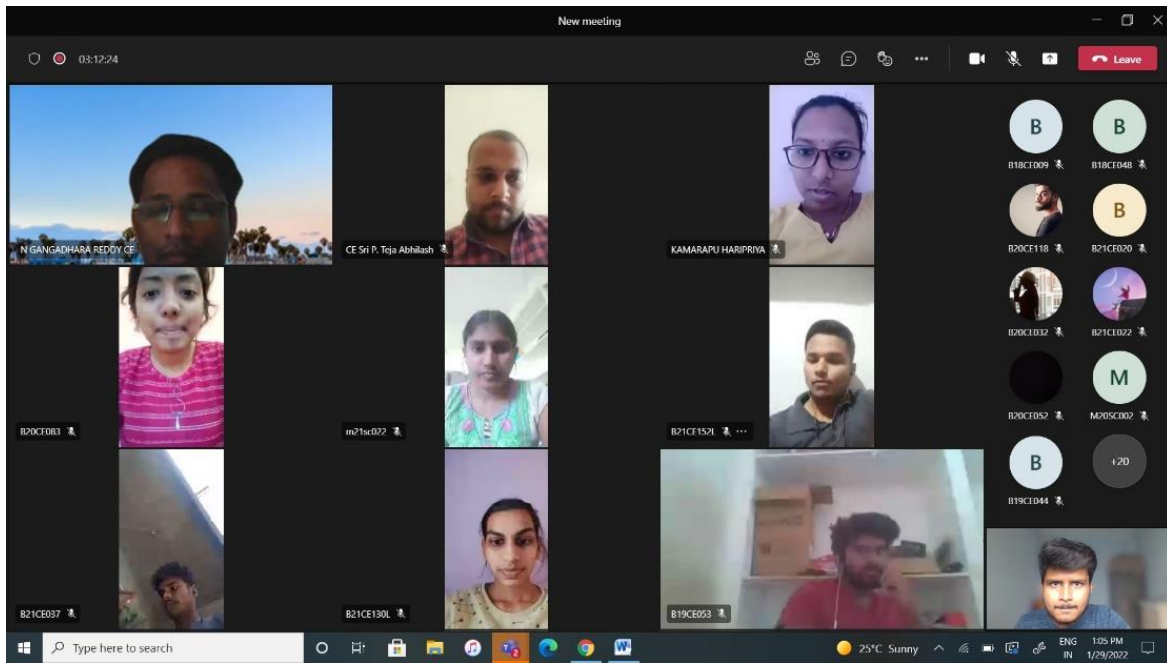 New meeting
03:12:24
Leave
N GANGADHARA REDDY CE
CE Sri P. Teja Abhilash
KAMARAPU HARIPRIYA
B
B
B18CE009
B18CE048
B
B20CE118
B21CE020
B20CE032
B21CE022
B20CE083
m21sc022
B21CE152L
M
B20CE052
M20SC002
B
+20
B19CE044
B21CE037
B21CE130L
B19CE053
Type here to search
25°C Sunny
ENG
IN
1:05 PM
1/29/2022